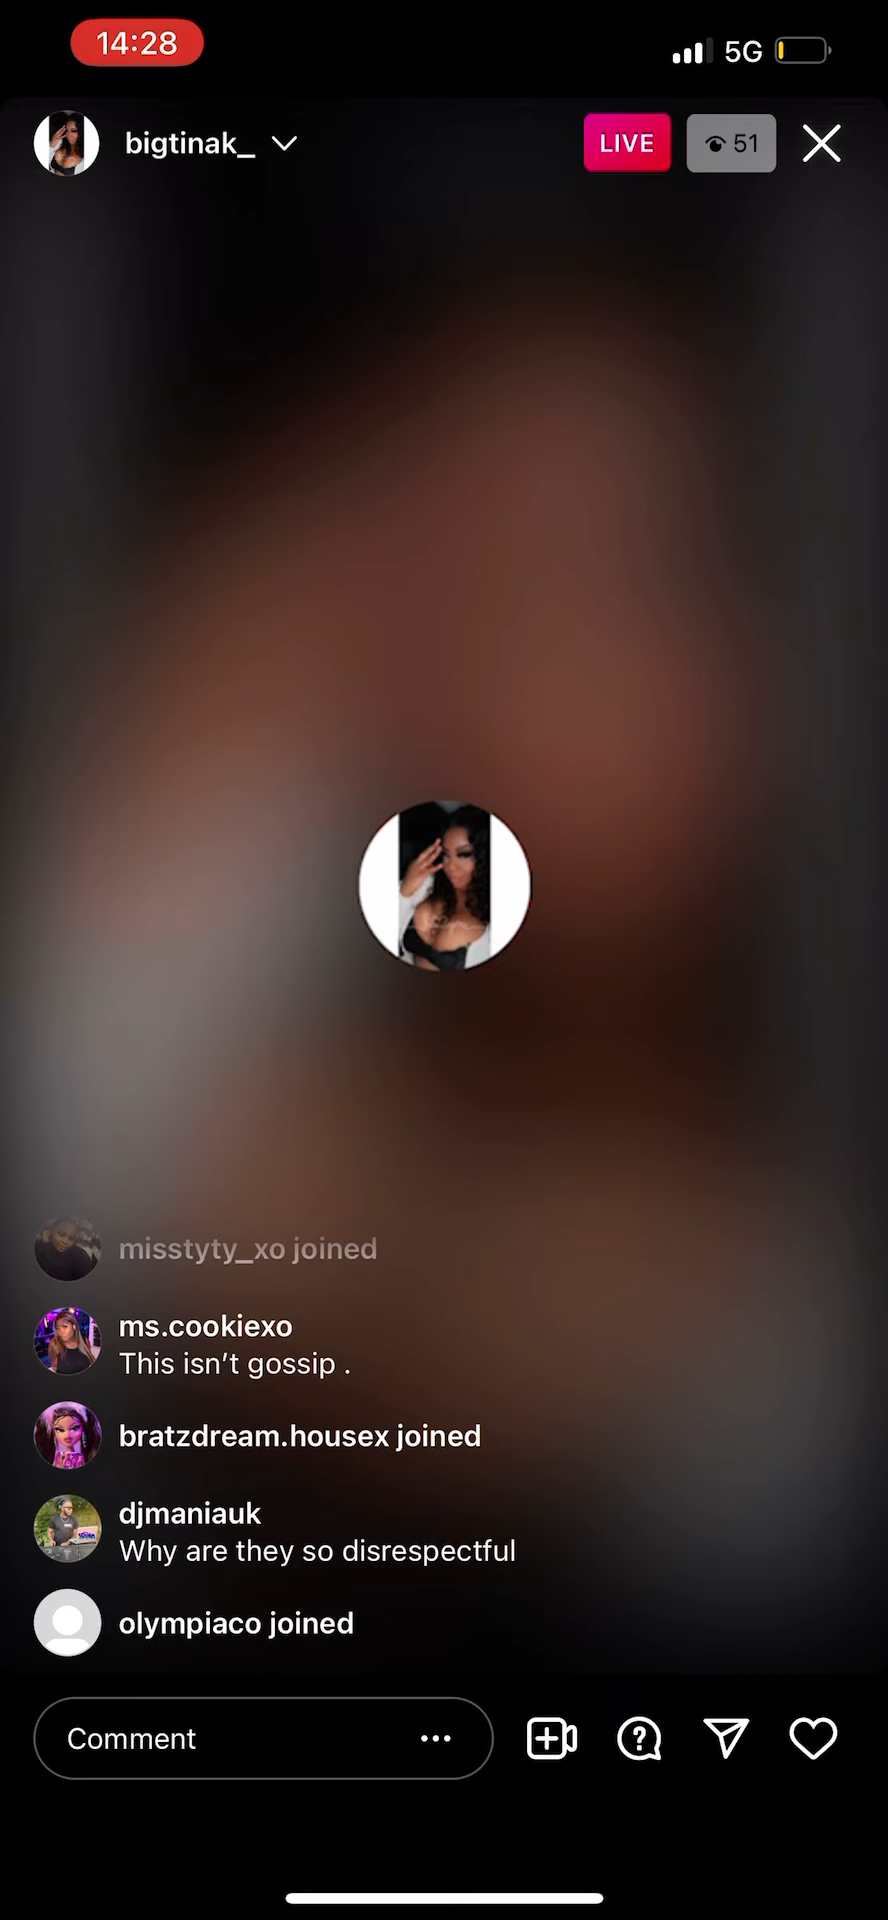 14:28
5G
bigtinak_
LIVE
51
misstyty_xo joined
ms.cookiexo
This isn't gossip .
bratzdream.housex joined
djmaniauk
Why are they so disrespectful
olympiaco joined
Comment